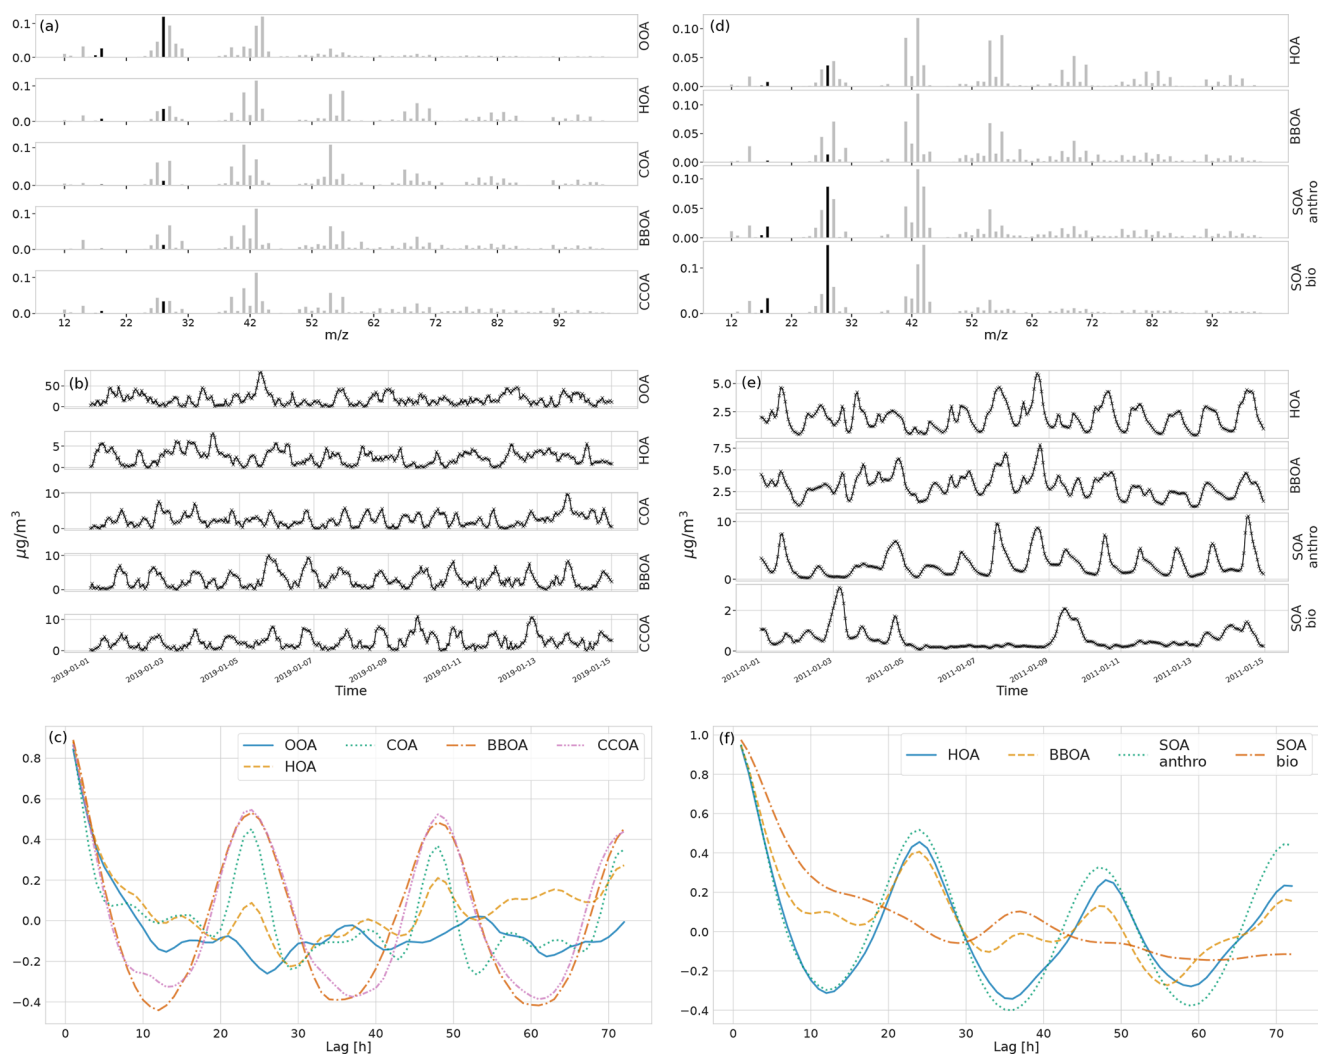 (a)
0.1
0.0
OOA
0.1
0.0
HOA
0.1
0.0
COA
0.1
0.0
BBOA
0.1
0.0
CCOA
12 22 32 42 52 62 72 82 92
m/z
(d)
0.10
0.05
0.00
HOA
0.10
0.05
0.00
BBOA
0.10
0.05
0.00
SOA
anthro
0.1
0.0
SOA
bio
12 22 32 42 52 62 72 82 92
m/z
(b)
50
0
OOA
5
0
HOA
10
0
COA
10
0
BBOA
10
0
CCOA
μg/m³
2019-01-01 2019-01-03 2019-01-05 2019-01-07 2019-01-09 2019-01-11 2019-01-13 2019-01-15
Time
(e)
5.0
2.5
HOA
7.5
5.0
2.5
BBOA
10
0
SOA
anthro
2
0
SOA
bio
μg/m³
2011-01-01 2011-01-03 2011-01-05 2011-01-07 2011-01-09 2011-01-11 2011-01-13 2011-01-15
Time
(c)
OOA COA BBOA CCOA
HOA
0.8
0.6
0.4
0.2
0.0
−0.2
−0.4
0 10 20 30 40 50 60 70
Lag [h]
(f)
HOA BBOA SOA anthro SOA bio
1.0
0.8
0.6
0.4
0.2
0.0
−0.2
−0.4
0 10 20 30 40 50 60 70
Lag [h]